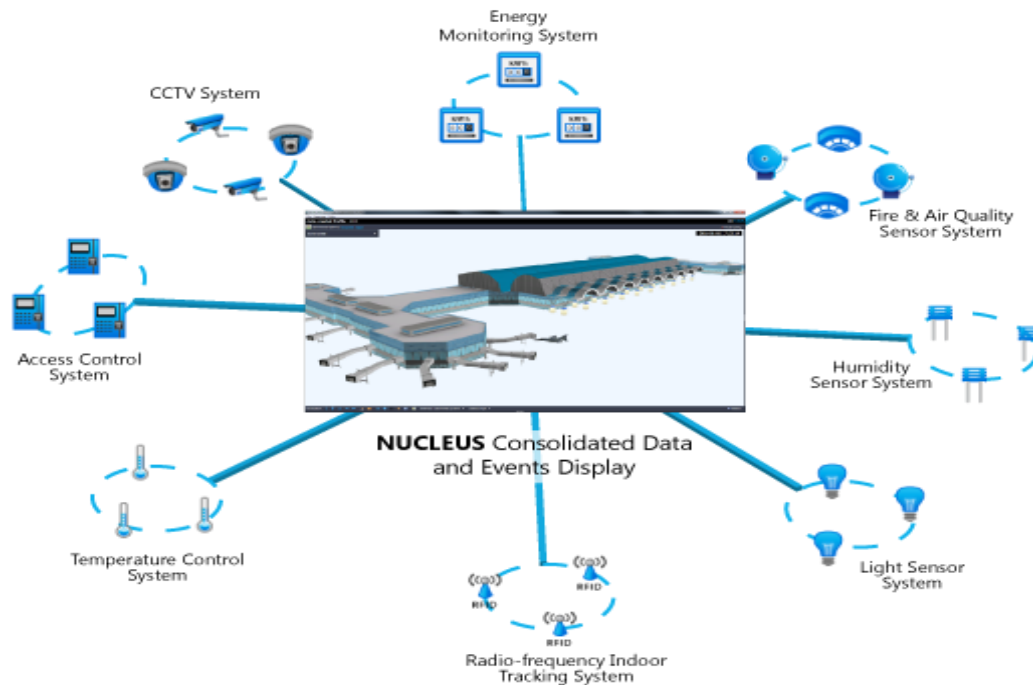 Energy
Monitoring System
CCTV System
Fire & Air Quality
Sensor System
Access Control
System
Humidity
Sensor System
NUCLEUS Consolidated Data
and Events Display
Temperature Control
System
Light Sensor
System
RFID
RFID
RFID
Radio-frequency Indoor
Tracking System